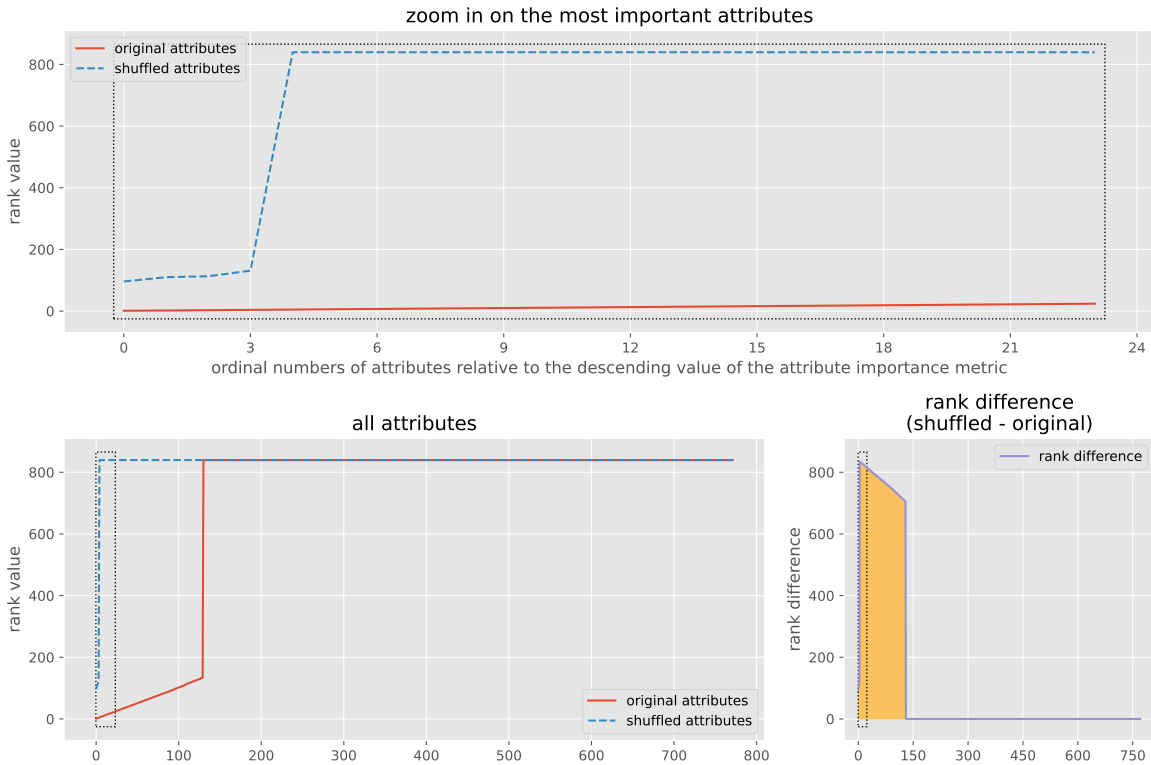 zoom in on the most important attributes
original attributes
shuffled attributes
800
600
400
200
0
rank value
0 3 6 9 12 15 18 21 24
ordinal numbers of attributes relative to the descending value of the attribute importance metric
all attributes
800
600
400
200
0
rank value
original attributes
shuffled attributes
0 100 200 300 400 500 600 700 800
rank difference
(shuffled - original)
rank difference
800
600
400
200
0
rank difference
0 150 300 450 600 750